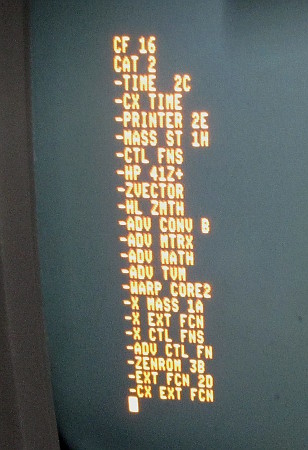 CF 16
CAT 2
-TIME  2C
-CX TIME
-PRINTER 2E
-MASS ST 1H
-CTL FNS
-HP 41Z+
-ZVECTOR
-HL ZMTH
-ADV CONV B
-ADV MTRX
-ADV MATH
-ADV TVM
-WARP CORE2
-X MASS 1A
-X EXT FCN
-X CTL FNS
-ADV CTL FN
-ZENROM 3B
-EXT FCN 2D
-CX EXT FCN